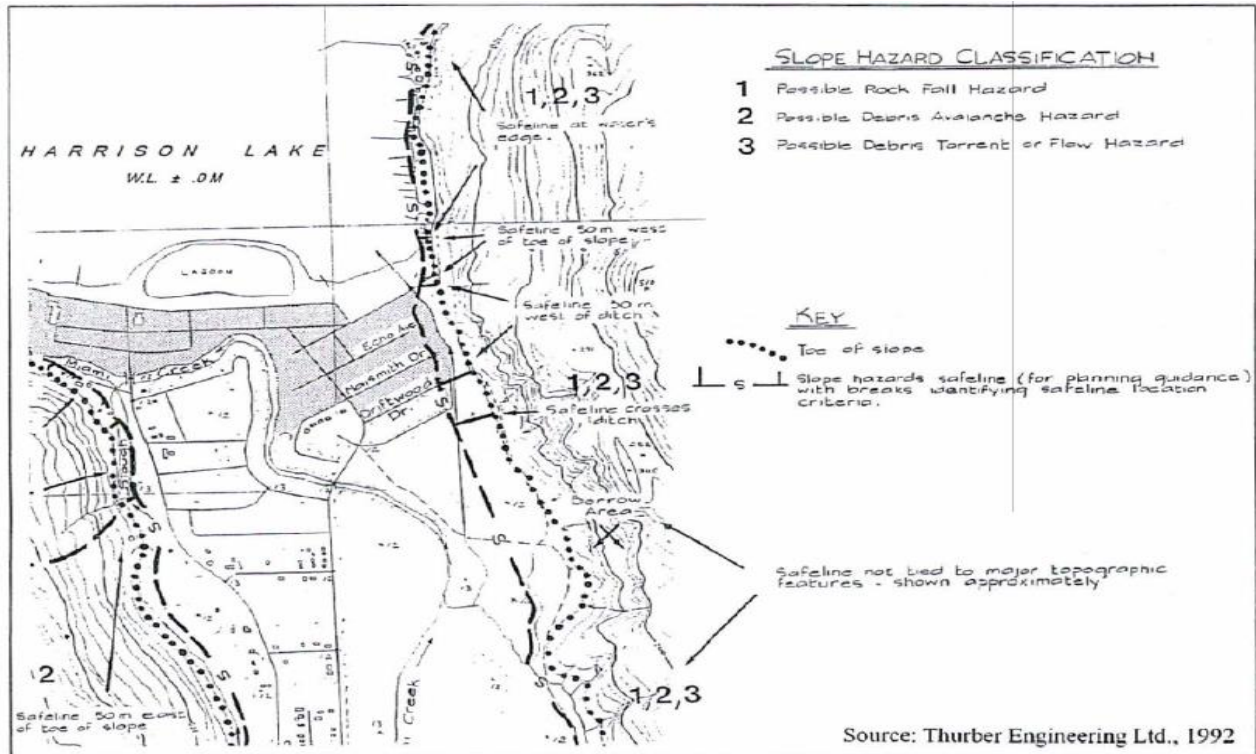 SLOPE HAZARD CLASSIFICATION
1 Possible Rock Fall Hazard
2 Possible Debris Avalanche Hazard
3 Possible Debris Torrent or Flow Hazard
HARRISON LAKE
W.L. ± .0M
1,2,3
Safeline at water's
edge.
Safeline 50m west
of toe of slope
LAGOON
Safeline 50m
west of ditch
KEY
Toe of slope
S Slope hazards safeline (for planning guidance)
with breaks identifying safeline location
criteria.
Echo Ave
Naismith Dr.
Driftwood
Dr.
Miami Creek
1,2,3
Safeline crosses
ditch
Slough
Borrow
Area
Safeline not tied to major topographic
features - shown approximately
Creek
2
1,2,3
Safeline 50m east
of toe of slope
Source: Thurber Engineering Ltd., 1992